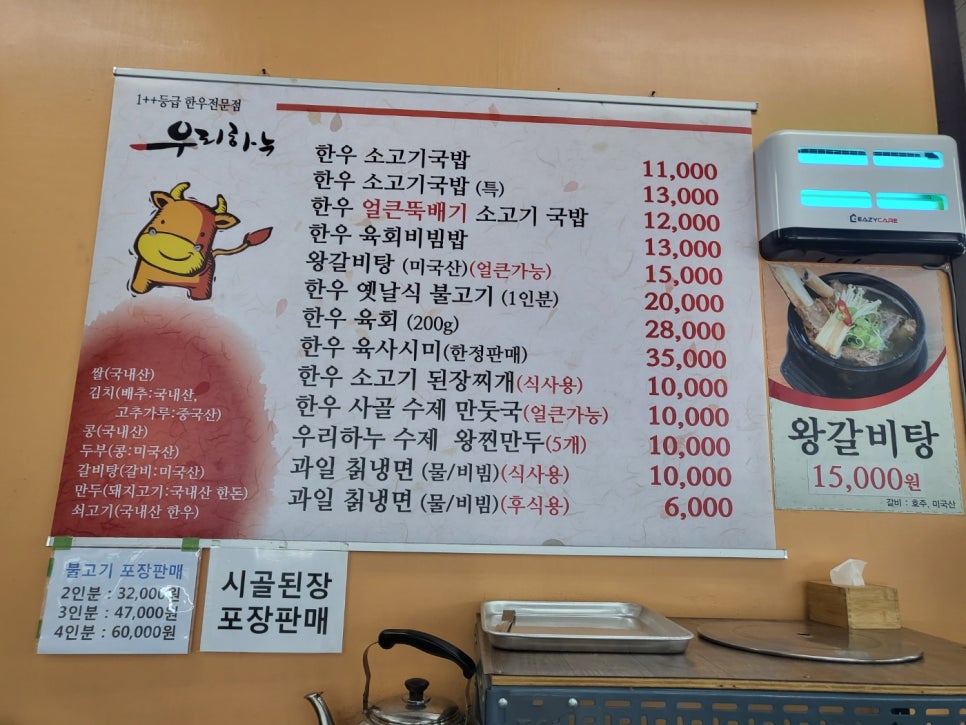 1++등급 한우전문점
우리하누
한우 소고기국밥 11,000
한우 소고기국밥 (특) 13,000
한우 얼큰뚝배기 소고기 국밥 12,000
한우 육회비빔밥 13,000
왕갈비탕 (미국산)(얼큰가능) 15,000
한우 옛날식 불고기 (1인분) 20,000
한우 육회 (200g) 28,000
한우 육사시미(한정판매) 35,000
한우 소고기 된장찌개(식사용) 10,000
한우 사골 수제 만둣국(얼큰가능) 10,000
우리하누 수제 왕찐만두(5개) 10,000
과일 칡냉면 (물/비빔)(식사용) 10,000
과일 칡냉면 (물/비빔)(후식용) 6,000
쌀(국내산)
김치(배추:국내산,
고추가루:중국산)
콩(국내산)
두부(콩:미국산)
갈비탕(갈비:미국산)
만두(돼지고기:국내산 한돈)
쇠고기(국내산 한우)
EAZYCARE
왕갈비탕
15,000원
갈비 : 호주, 미국산
불고기 포장판매
2인분 : 32,000원
3인분 : 47,000원
4인분 : 60,000원
시골된장
포장판매